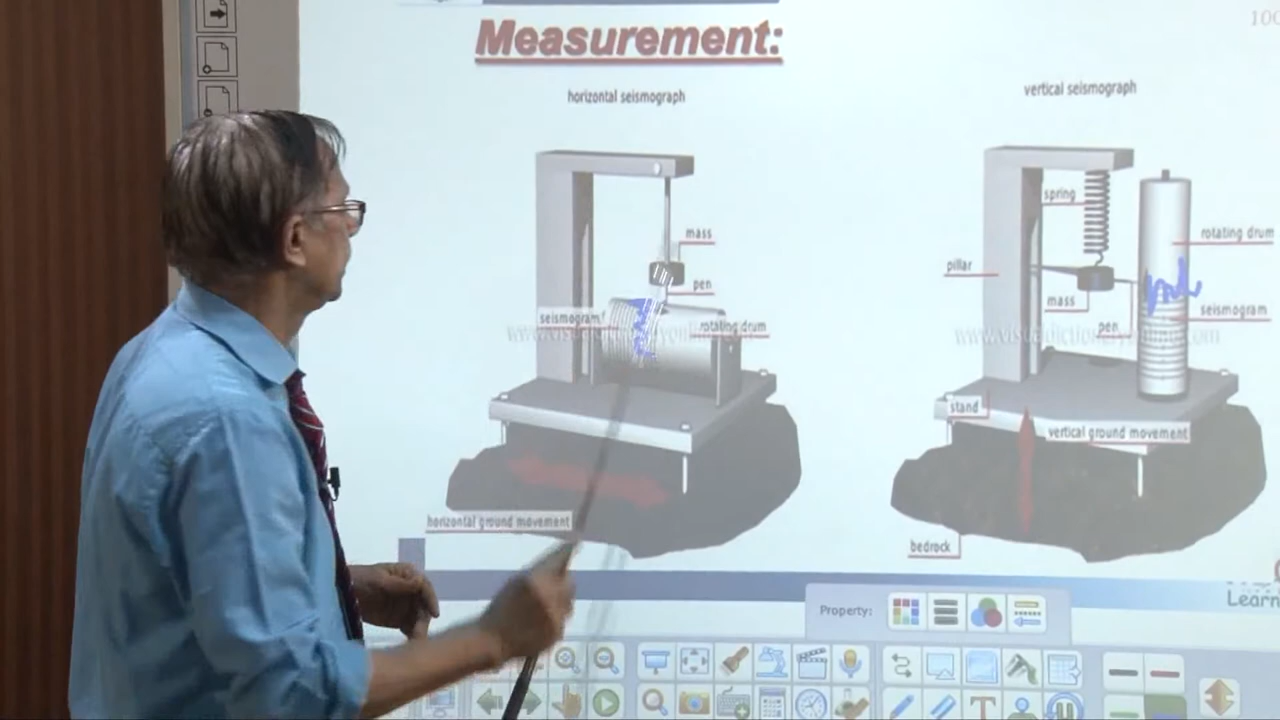 Measurement:
100
horizontal seismograph
vertical seismograph
mass
pen
seismogram
rotating drum
horizontal ground movement
spring
pillar
mass
pen
rotating drum
seismogram
stand
vertical ground movement
bedrock
Property:
Learn